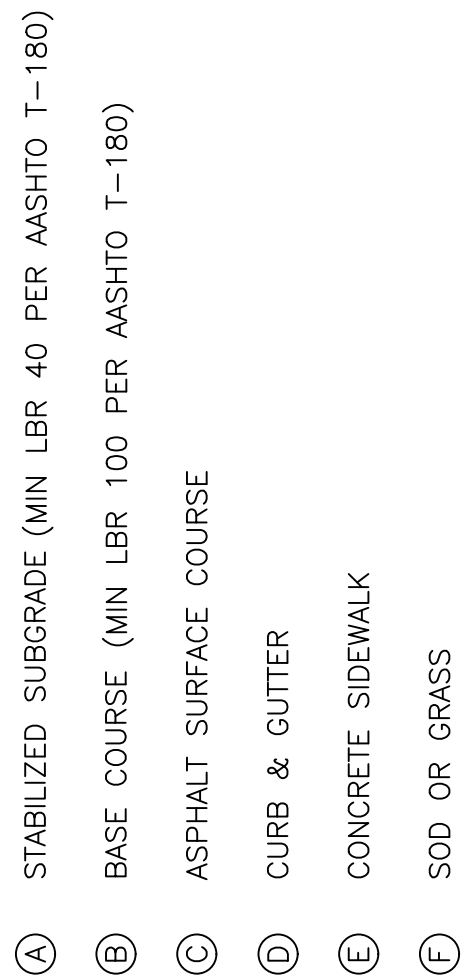 A STABILIZED SUBGRADE (MIN LBR 40 PER AASHTO T-180)
B BASE COURSE (MIN LBR 100 PER AASHTO T-180)
C ASPHALT SURFACE COURSE
D CURB & GUTTER
E CONCRETE SIDEWALK
F SOD OR GRASS